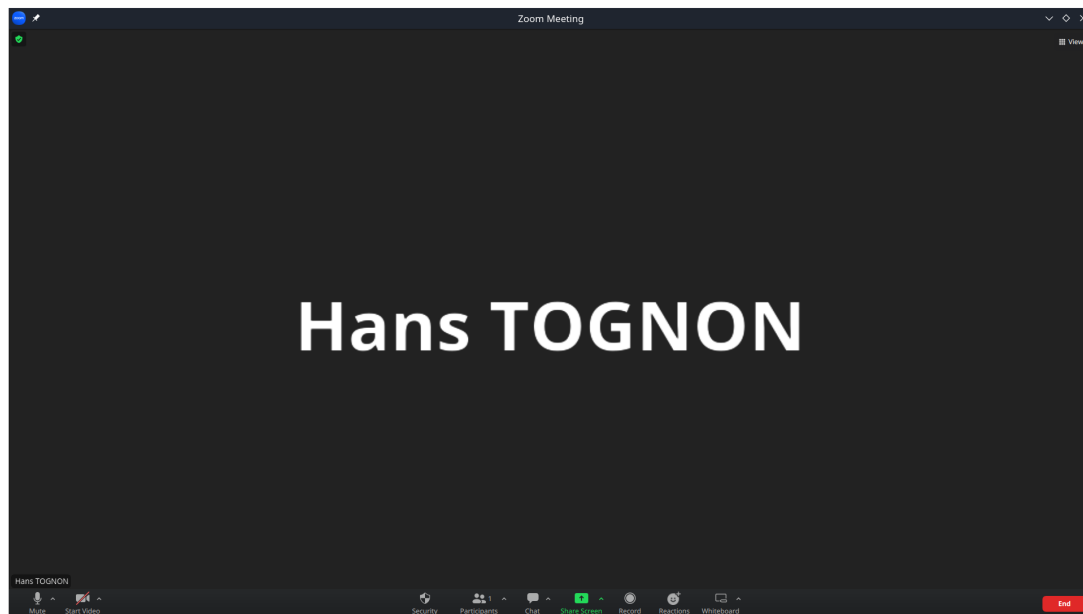 Zoom Meeting
View
Hans TOGNON
Hans TOGNON
Mute
Start Video
Security
Participants
1
Chat
Share Screen
Record
Reactions
Whiteboard
End